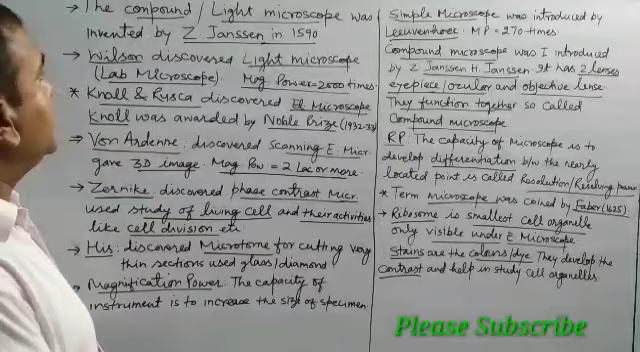 → The compound/Light microscope was
invented by Z Janssen in 1590
→ Wilson discovered Light microscope
(Lab Microscope). Mag. Power=2000 times.
* Knoll & Rusca discovered El Microscope
Knoll was awarded by Noble Prize (1932-33)
→ Von Ardenne: discovered Scanning E. Micr.
gave 3D image. Mag Pow = 2 Lac or more.
→ Zernike discovered phase contrast Micr.
used study of living cell and their activities
like cell division etc.
→ His: discovered Microtome for cutting very
thin sections used glass/diamond
→ Magnification Power: The capacity of
instrument is to increase the size of specimen
Simple Microscope was introduced by
Leeuvenhoek. MP = 270 times.
Compound microscope was I introduced
by Z Janssen H. Janssen It has 2 lenses
eyepiece/ocular and objective lense
They function together so called
Compound microscope
RP: The capacity of Microscope is to
develop differentiation b/w the nearly
located point is called Resolution/Resolving power
* Term microscope was coined by Faber (1625)
→ Ribosome is smallest cell organelle
only visible under E Microscope
Stains are the colours/dye They develop the
contrast and help in study cell organelles.
Please Subscribe